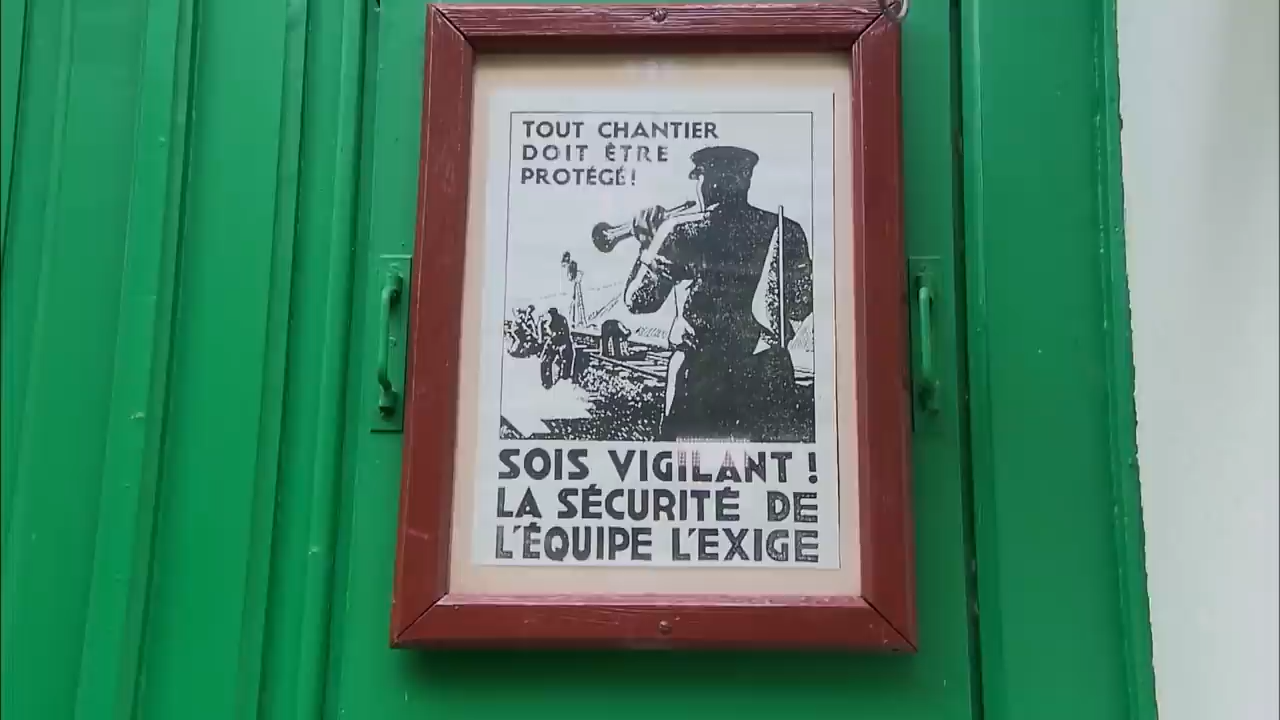 TOUT CHANTIER
DOIT ÊTRE
PROTÉGÉ!
SOIS VIGILANT !
LA SÉCURITÉ DE
L'ÉQUIPE L'EXIGE